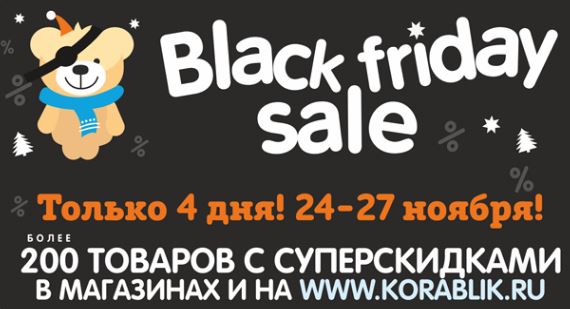 Black friday
sale
Только 4 дня! 24-27 ноября!
БОЛЕЕ
200 ТОВАРОВ С СУПЕРСКИДКАМИ
В МАГАЗИНАХ И НА WWW.KORABLIK.RU